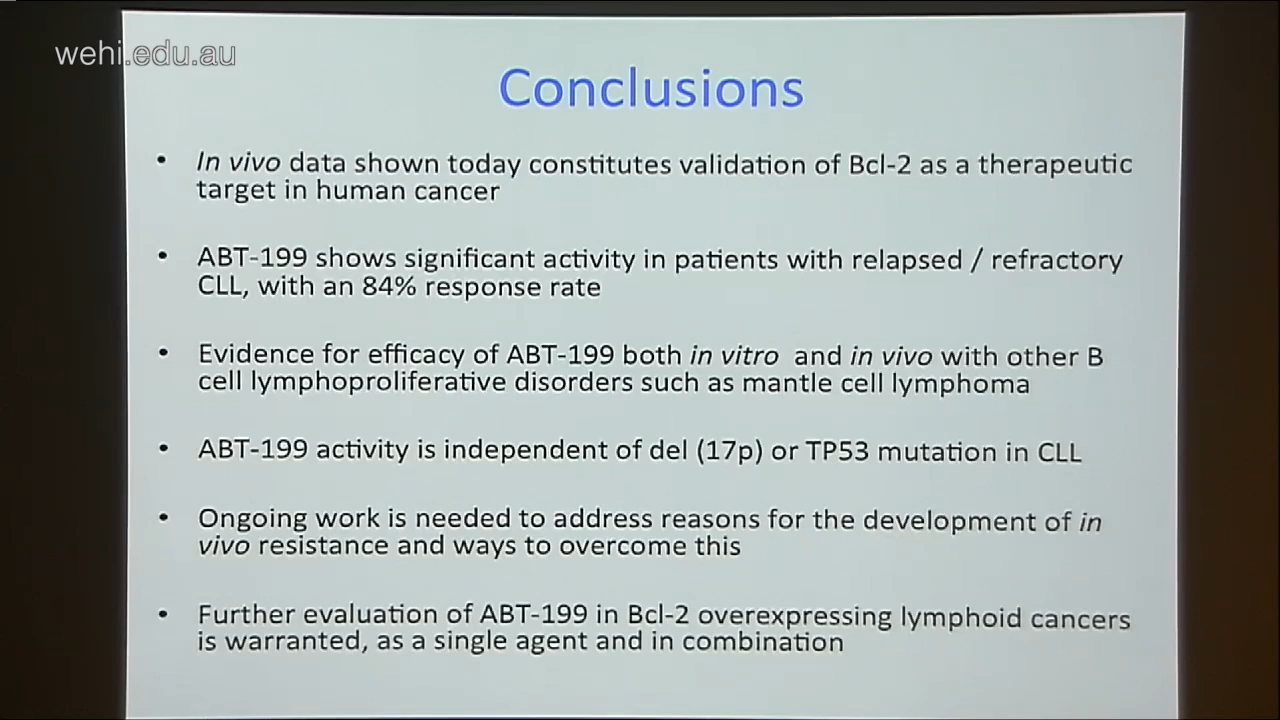 wehi.edu.au
Conclusions
• In vivo data shown today constitutes validation of Bcl-2 as a therapeutic
target in human cancer
• ABT-199 shows significant activity in patients with relapsed / refractory
CLL, with an 84% response rate
• Evidence for efficacy of ABT-199 both in vitro and in vivo with other B
cell lymphoproliferative disorders such as mantle cell lymphoma
• ABT-199 activity is independent of del (17p) or TP53 mutation in CLL
• Ongoing work is needed to address reasons for the development of in
vivo resistance and ways to overcome this
• Further evaluation of ABT-199 in Bcl-2 overexpressing lymphoid cancers
is warranted, as a single agent and in combination